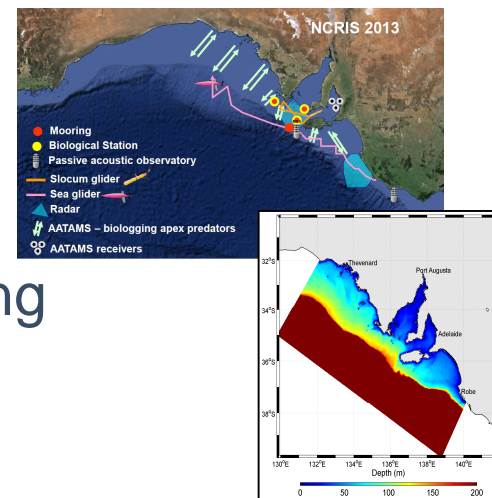 NCRIS 2013
Mooring
Biological Station
Passive acoustic observatory
Slocum glider
Sea glider
Radar
AATAMS – biologging apex predators
AATAMS receivers
ng
32°S
34°S
36°S
38°S
Thevenard
Port Augusta
Adelaide
Robe
130°E 132°E 134°E 136°E 138°E 140°E
Depth (m)
0 50 100 150 200